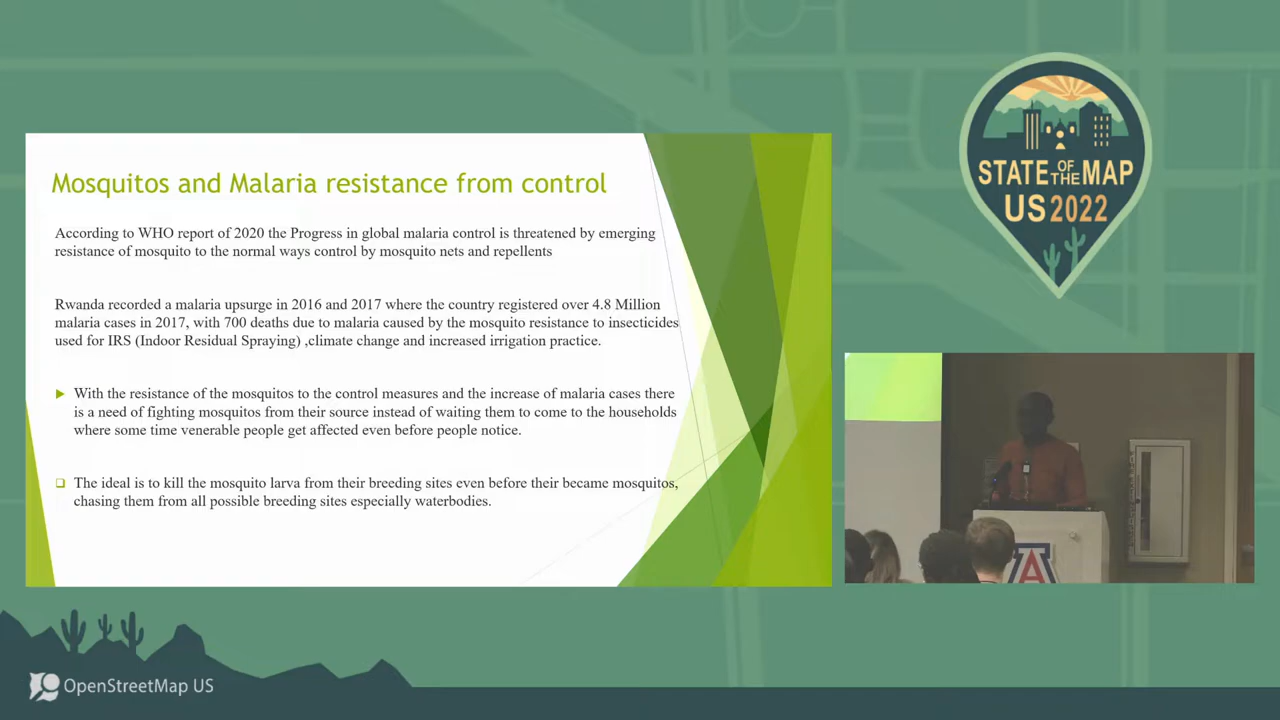 Mosquitos and Malaria resistance from control
According to WHO report of 2020 the Progress in global malaria control is threatened by emerging
resistance of mosquito to the normal ways control by mosquito nets and repellents
Rwanda recorded a malaria upsurge in 2016 and 2017 where the country registered over 4.8 Million
malaria cases in 2017, with 700 deaths due to malaria caused by the mosquito resistance to insecticides
used for IRS (Indoor Residual Spraying) ,climate change and increased irrigation practice.
With the resistance of the mosquitos to the control measures and the increase of malaria cases there
is a need of fighting mosquitos from their source instead of waiting them to come to the households
where some time venerable people get affected even before people notice.
The ideal is to kill the mosquito larva from their breeding sites even before their became mosquitos,
chasing them from all possible breeding sites especially waterbodies.
STATE OF THE MAP
US 2022
A
OpenStreetMap US